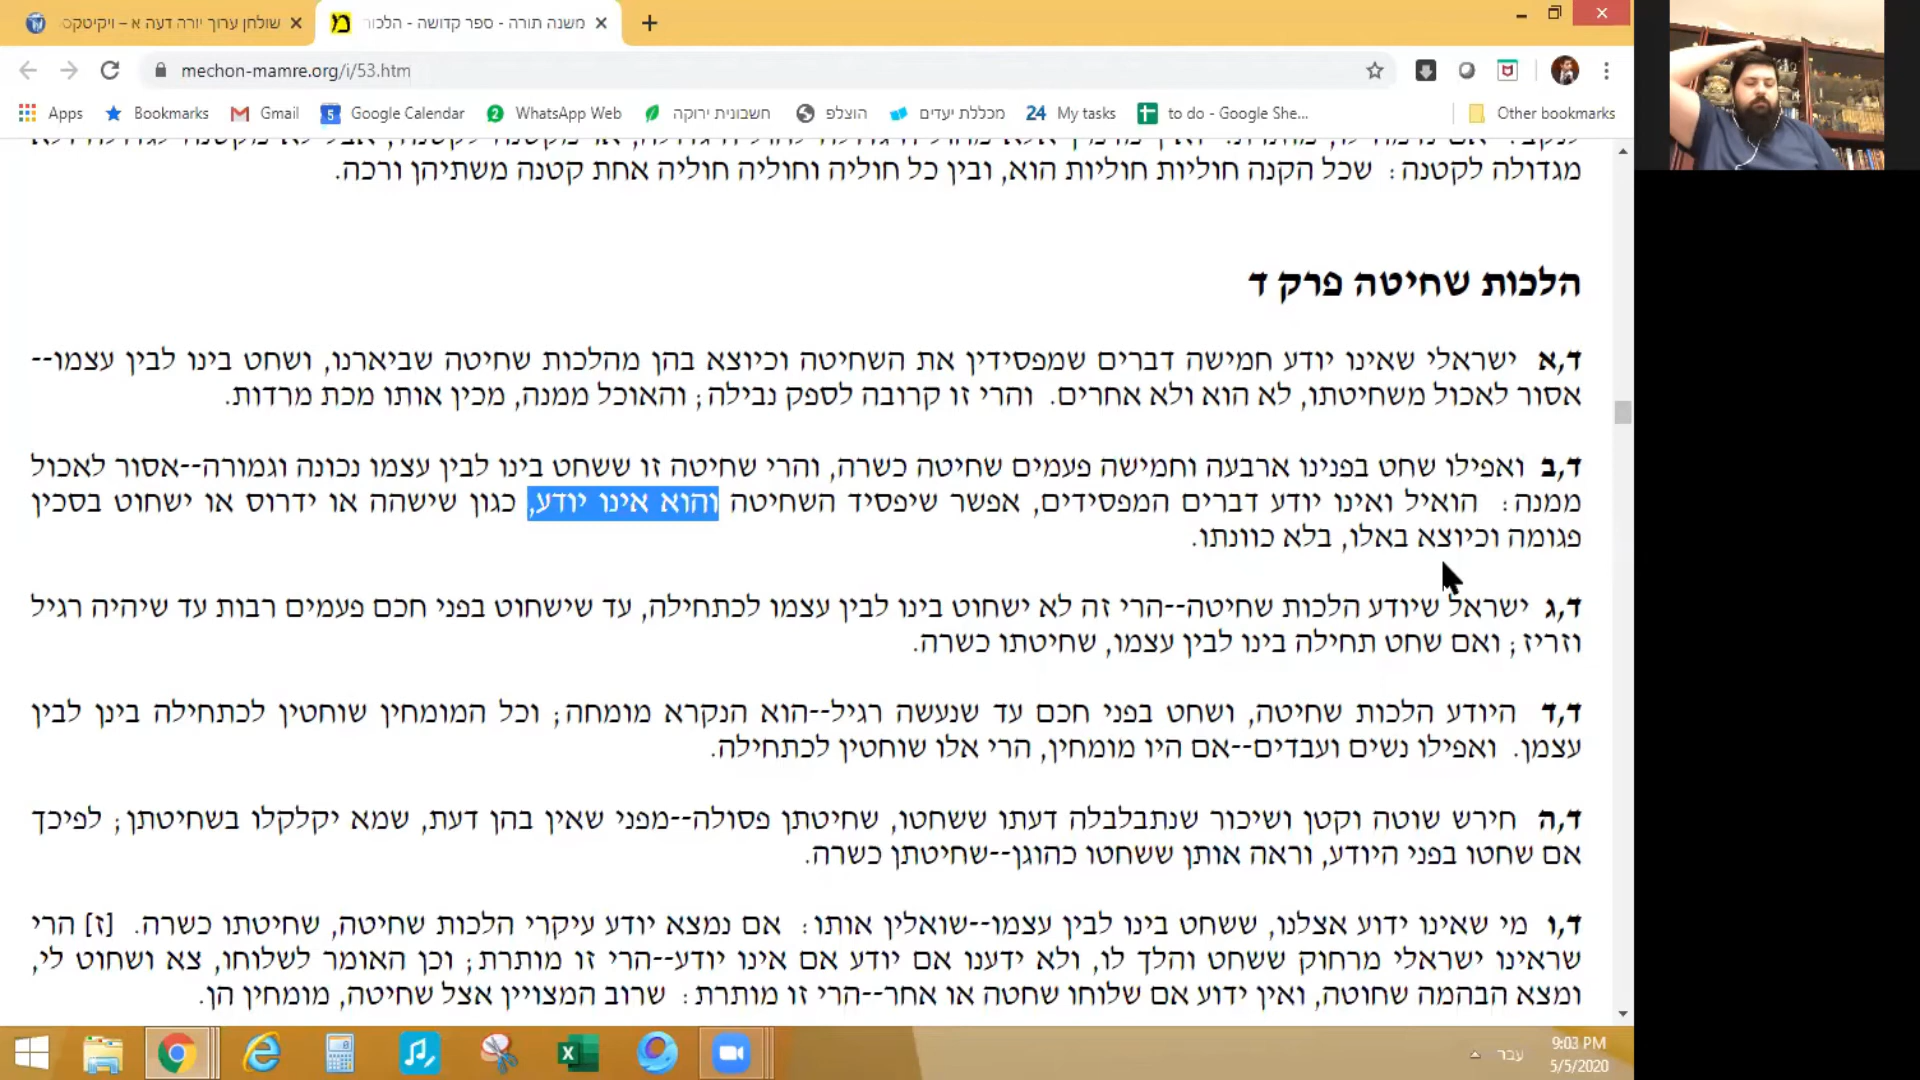 שולחן ערוך יורה דעה א – ויקיטקס
משנה תורה - ספר קדושה - הלכו
mechon-mamre.org/i/53.htm
Apps
Bookmarks
Gmail
5
Google Calendar
2
WhatsApp Web
חשבונית ירוקה
הוצלפ
מכללת יעדים
24
My tasks
to do - Google She...
Other bookmarks
מגדולה לקטנה: שכל הקנה חוליות חוליות הוא, ובין כל חוליה וחוליה חוליה אחת קטנה משתיהן ורכה.
הלכות שחיטה פרק ד
ד,א ישראלי שאינו יודע חמישה דברים שמפסידין את השחיטה וכיוצא בהן מהלכות שחיטה שביארנו, ושחט בינו לבין עצמו--
אסור לאכול משחיטתו, לא הוא ולא אחרים. והרי זו קרובה לספק נבילה; והאוכל ממנה, מכין אותו מכת מרדות.
ד,ב ואפילו שחט בפנינו ארבעה וחמישה פעמים שחיטה כשרה, והרי שחיטה זו ששחט בינו לבין עצמו נכונה וגמורה--אסור לאכול
ממנה: הואיל ואינו יודע דברים המפסידים, אפשר שיפסיד השחיטה והוא אינו יודע, כגון שישהה או ידרוס או ישחוט בסכין
פגומה וכיוצא באלו, בלא כוונתו.
ד,ג ישראל שיודע הלכות שחיטה--הרי זה לא ישחוט בינו לבין עצמו לכתחילה, עד שישחוט בפני חכם פעמים רבות עד שיהיה רגיל
וזריז; ואם שחט תחילה בינו לבין עצמו, שחיטתו כשרה.
ד,ד היודע הלכות שחיטה, ושחט בפני חכם עד שנעשה רגיל--הוא הנקרא מומחה; וכל המומחין שוחטין לכתחילה בינן לבין
עצמן. ואפילו נשים ועבדים--אם היו מומחין, הרי אלו שוחטין לכתחילה.
ד,ה חירש שוטה וקטן ושיכור שנתבלבלה דעתו ששחטו, שחיטתן פסולה--מפני שאין בהן דעת, שמא יקלקלו בשחיטתן; לפיכך
אם שחטו בפני היודע, וראה אותן ששחטו כהוגן--שחיטתן כשרה.
ד,ו מי שאינו ידוע אצלנו, ששחט בינו לבין עצמו--שואלין אותו: אם נמצא יודע עיקרי הלכות שחיטה, שחיטתו כשרה. [ז] הרי
שראינו ישראלי מרחוק ששחט והלך לו, ולא ידענו אם יודע אם אינו יודע--הרי זו מותרת; וכן האומר לשלוחו, צא ושחוט לי,
ומצא הבהמה שחוטה, ואין ידוע אם שלוחו שחטה או אחר--הרי זו מותרת: שרוב המצויין אצל שחיטה, מומחין הן.
עבר
9:03 PM
5/5/2020